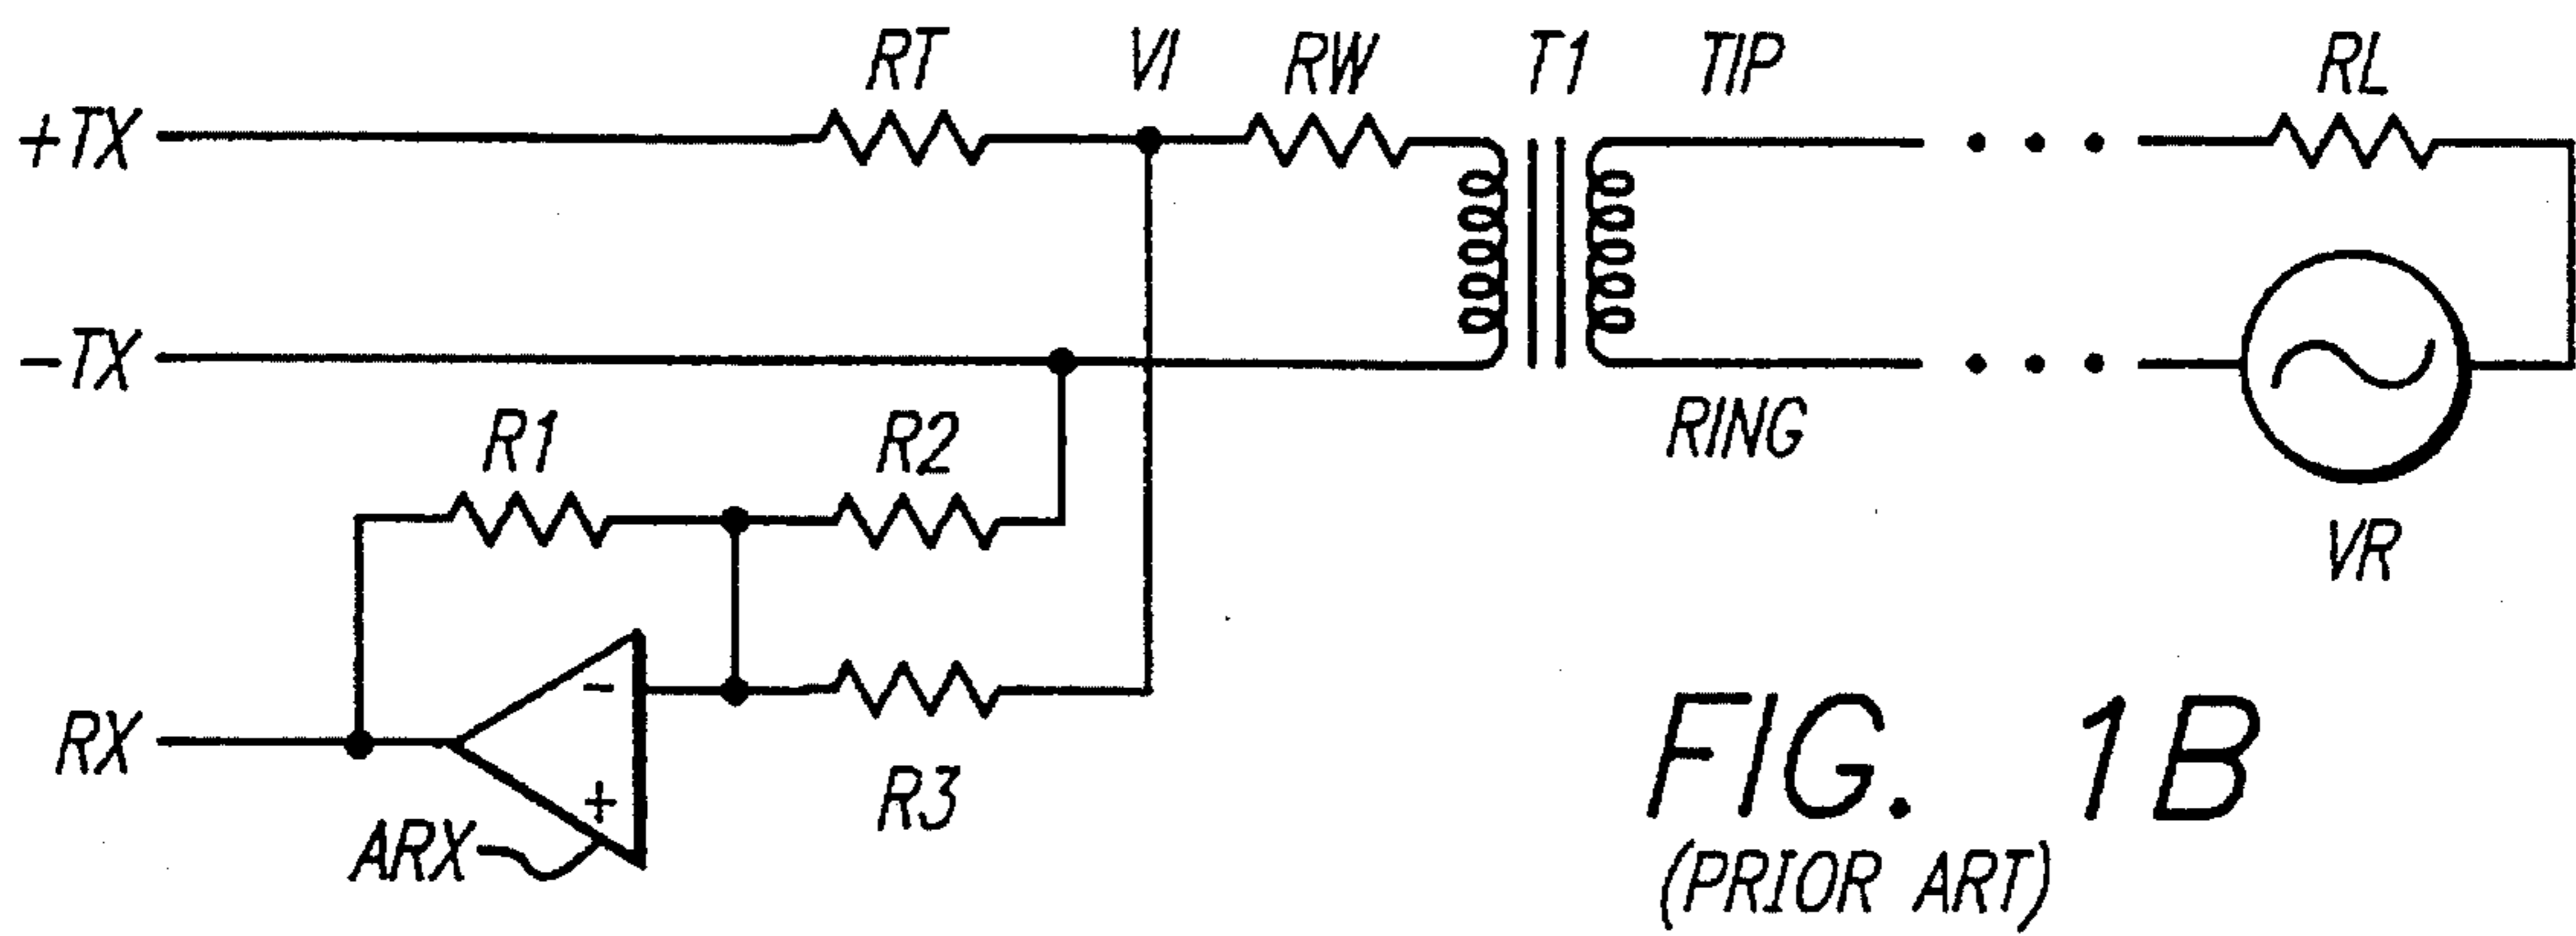 RT VI RW T1 TIP RL
+TX
-TX
RING
R1 R2
VR
-
RX
+
R3
ARX
FIG. 1B
(PRIOR ART)